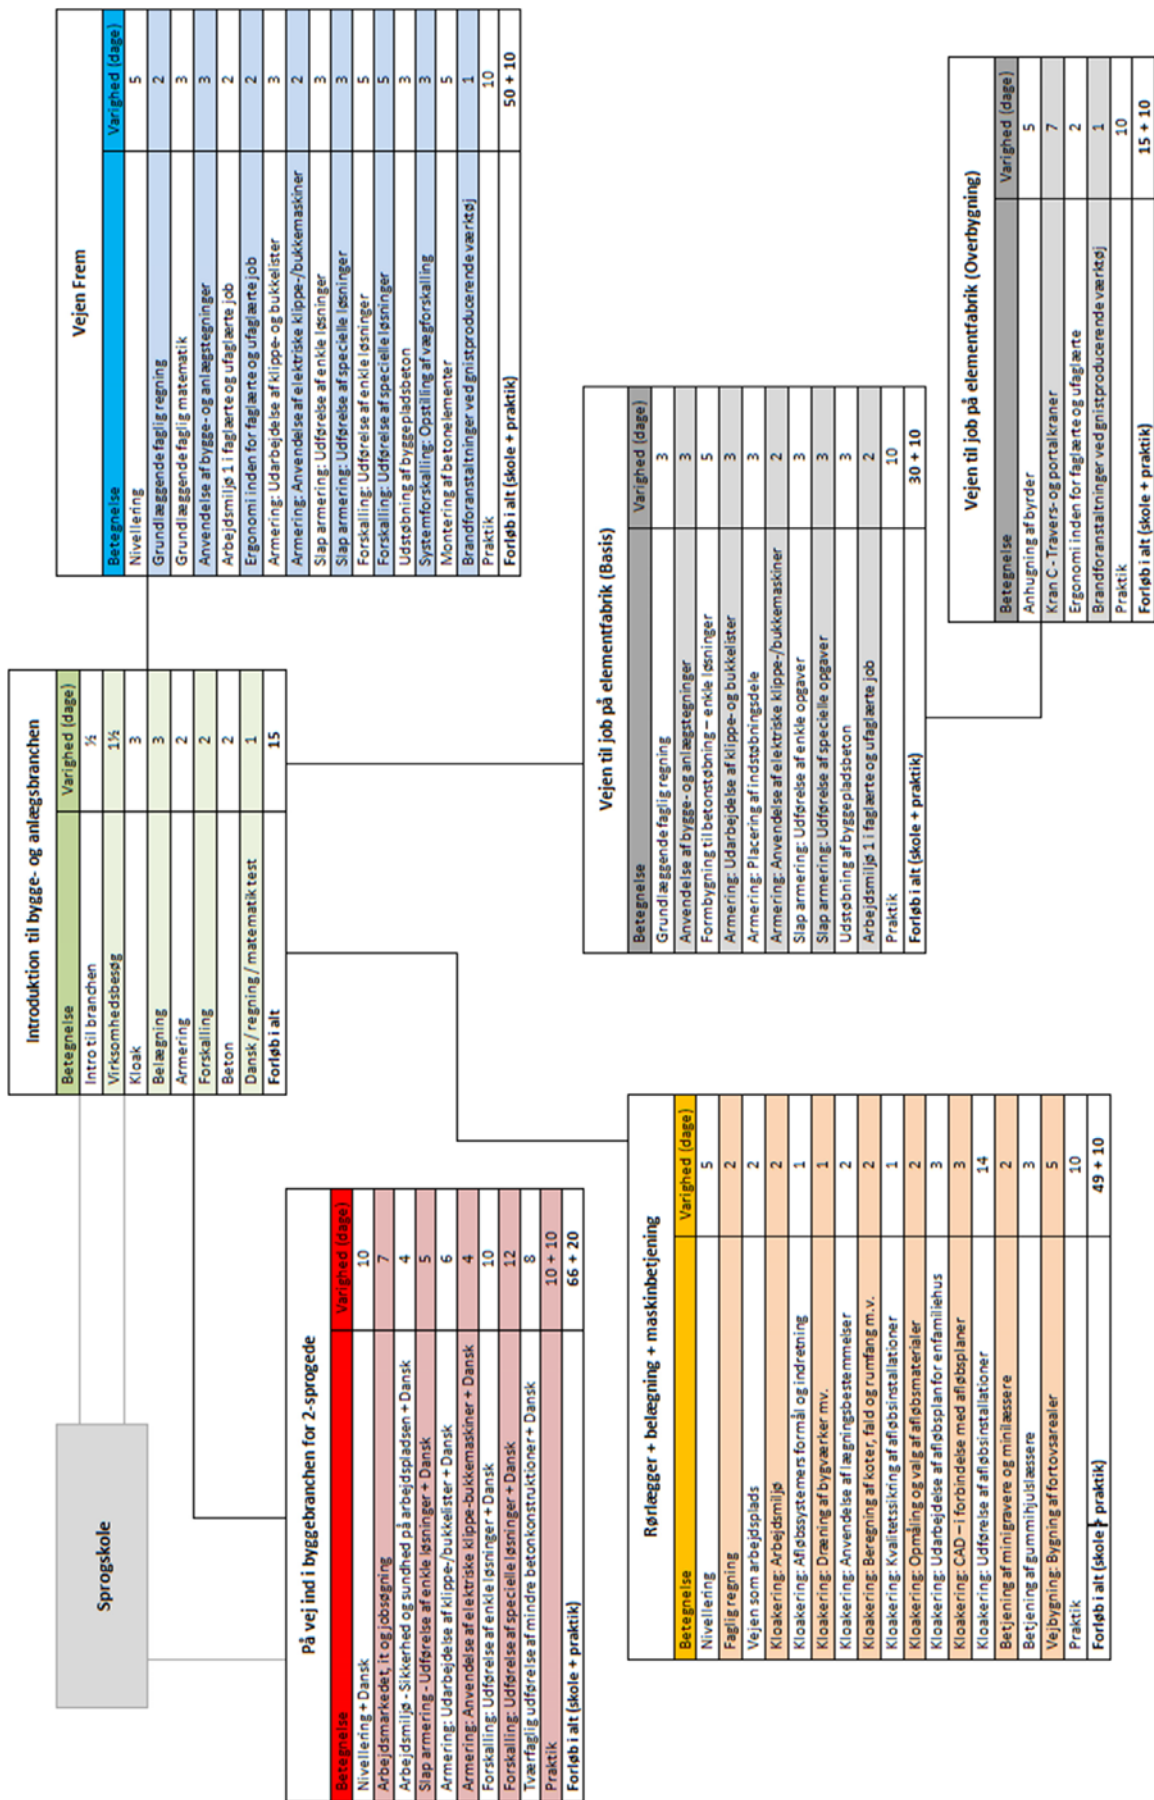 Sprogskole
Introduktion til bygge- og anlægsbranchen
Betegnelse Varighed (dage)
Intro til branchen ½
Virksomhedsbesøg 1½
Kloak 3
Belægning 3
Armering 2
Forskalling 2
Beton 2
Dansk / regning / matematik test 1
Forløb i alt 15
Vejen Frem
Betegnelse Varighed (dage)
Nivellering 5
Grundlæggende faglig regning 2
Grundlæggende faglig matematik 3
Anvendelse af bygge- og anlægstegninger 3
Arbejdsmiljø 1 i faglærte og ufaglærte job 2
Ergonomi inden for faglærte og ufaglærte job 2
Armering: Udarbejdelse af klippe- og bukkelister 3
Armering: Anvendelse af elektriske klippe-/bukkemaskiner 2
Slap armering: Udførelse af enkle løsninger 3
Slap armering: Udførelse af specielle løsninger 3
Forskalling: Udførelse af enkle løsninger 5
Forskalling: Udførelse af specielle løsninger 5
Udstøbning af byggepladsbeton 3
Systemforskalling: Opstilling af vægforskalling 3
Montering af betonelementer 5
Brandforanstaltninger ved gnistproducerende værktøj 1
Praktik 10
Forløb i alt (skole + praktik) 50 + 10
På vej ind i byggebranchen for 2-sprogede
Betegnelse Varighed (dage)
Nivellering + Dansk 10
Arbejdsmarkedet, it og jobsøgning 7
Arbejdsmiljø - Sikkerhed og sundhed på arbejdspladsen + Dansk 4
Slap armering - Udførelse af enkle løsninger + Dansk 5
Armering: Udarbejdelse af klippe-/bukkelister + Dansk 6
Armering: Anvendelse af elektriske klippe-bukkemaskiner + Dansk 4
Forskalling: Udførelse af enkle løsninger + Dansk 10
Forskalling: Udførelse af specielle løsninger + Dansk 12
Tværfaglig udførelse af mindre betonkonstruktioner + Dansk 8
Praktik 10 + 10
Forløb i alt (skole + praktik) 66 + 20
Vejen til job på elementfabrik (Basis)
Betegnelse Varighed (dage)
Grundlæggende faglig regning 3
Anvendelse af bygge- og anlægstegninger 3
Formbygning til betonstøbning – enkle løsninger 5
Armering: Udarbejdelse af klippe- og bukkelister 3
Armering: Placering af indstøbningsdele 3
Armering: Anvendelse af elektriske klippe-/bukkemaskiner 2
Slap armering: Udførelse af enkle opgaver 3
Slap armering: Udførelse af specielle opgaver 3
Udstøbning af byggepladsbeton 3
Arbejdsmiljø 1 i faglærte og ufaglærte job 2
Praktik 10
Forløb i alt (skole + praktik) 30 + 10
Rørlægger + belægning + maskinbetjening
Betegnelse Varighed (dage)
Nivellering 5
Faglig regning 2
Vejen som arbejdsplads 2
Kloakering: Arbejdsmiljø 2
Kloakering: Afløbssystemers formål og indretning 1
Kloakering: Dræning af bygværker mv. 1
Kloakering: Anvendelse af lægningsbestemmelser 2
Kloakering: Beregning af koter, fald og rumfang m.v. 2
Kloakering: Kvalitetssikring af afløbsinstallationer 1
Kloakering: Opmåling og valg af afløbsmaterialer 2
Kloakering: Udarbejdelse af afløbsplan for enfamiliehus 3
Kloakering: CAD – i forbindelse med afløbsplaner 3
Kloakering: Udførelse af afløbsinstallationer 14
Betjening af minigravere og minilæssere 2
Betjening af gummihjulslæssere 3
Vejbygning: Bygning af fortovsarealer 5
Praktik 10
Forløb i alt (skole + praktik) 49 + 10
Vejen til job på elementfabrik (Overbygning)
Betegnelse Varighed (dage)
Anhugning af byrder 5
Kran C - Travers- og portalkraner 7
Ergonomi inden for faglærte og ufaglærte 2
Brandforanstaltninger ved gnistproducerende værktøj 1
Praktik 10
Forløb i alt (skole + praktik) 15 + 10